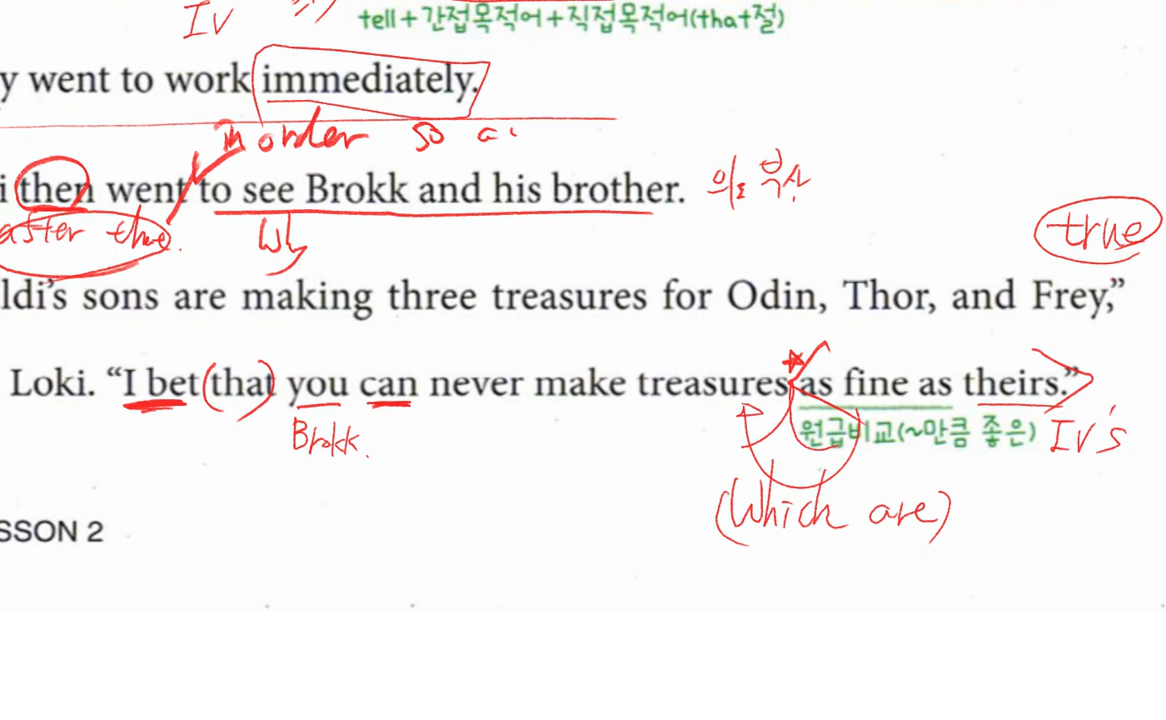 Iv
tell+간접목적어+직접목적어(that절)
y went to work immediately.
in order so as
i then went to see Brokk and his brother. 의도 부사
after
Why
true
ldi's sons are making three treasures for Odin, Thor, and Frey,"
Loki. "I bet (that) you can never make treasures as fine as theirs."
Brokk.
원급비교(~만큼 좋은) Iv's
(Which are)
SSON 2